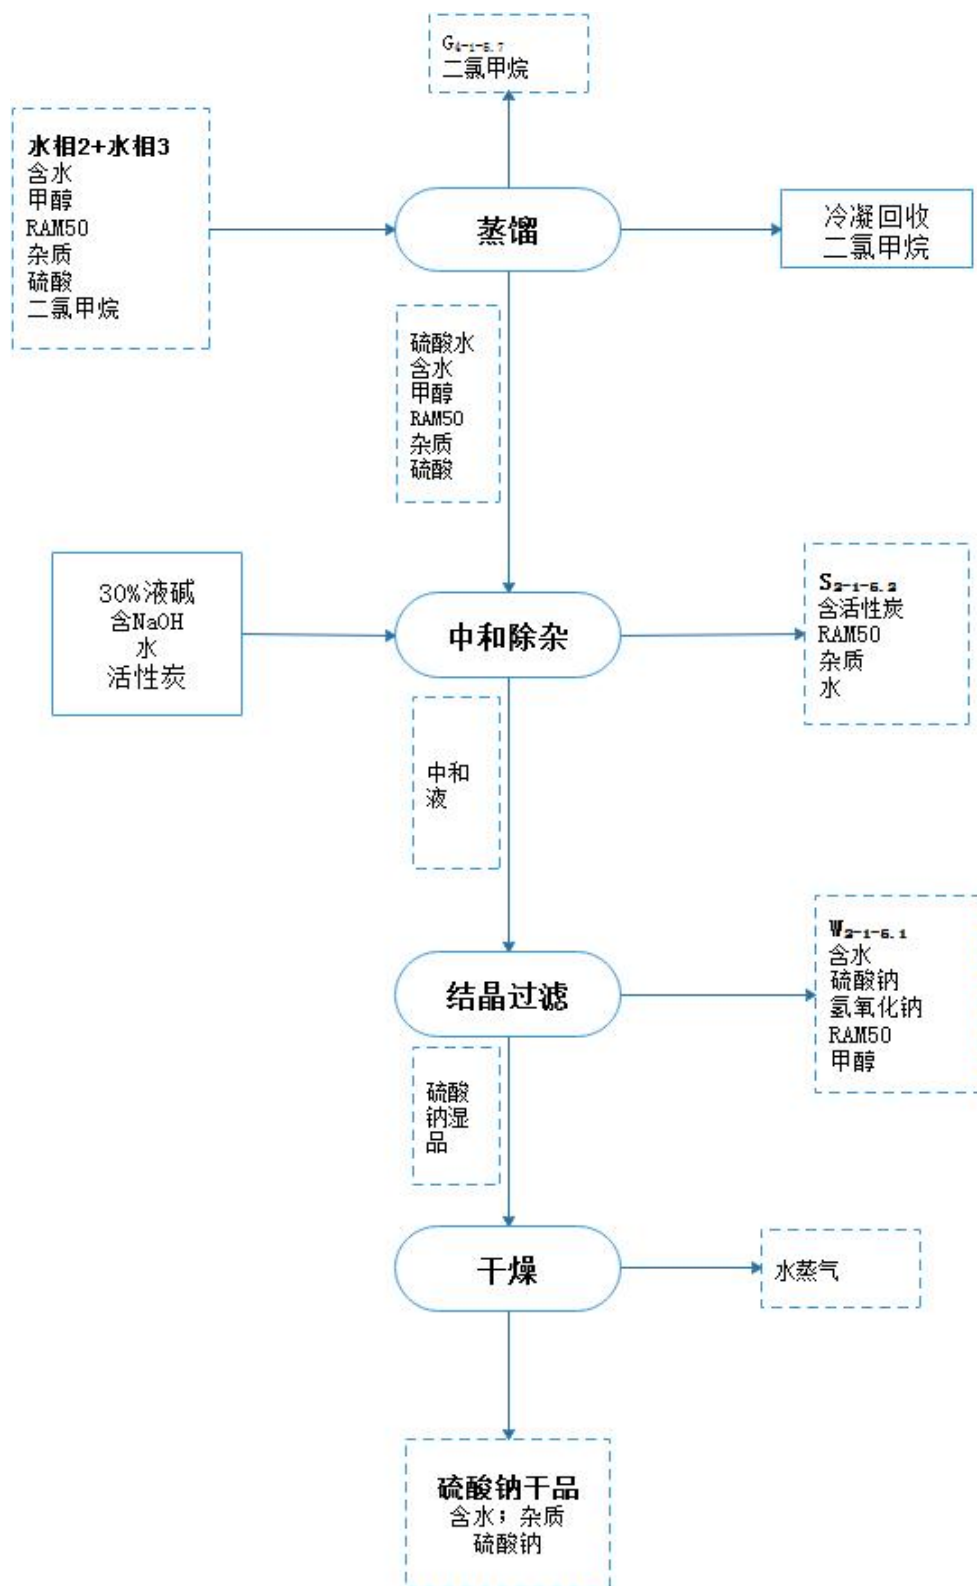 G₄₋₁₋₅.₇
二氯甲烷
水相2+水相3
含水
甲醇
RAM50
杂质
硫酸
二氯甲烷
蒸馏
冷凝回收
二氯甲烷
硫酸水
含水
甲醇
RAM50
杂质
硫酸
30%液碱
含NaOH
水
活性炭
中和除杂
S₂₋₁₋₅.₂
含活性炭
RAM50
杂质
水
中和
液
结晶过滤
W₂₋₁₋₅.₁
含水
硫酸钠
氢氧化钠
RAM50
甲醇
硫酸
钠湿
品
干燥
水蒸气
硫酸钠干品
含水；杂质
硫酸钠